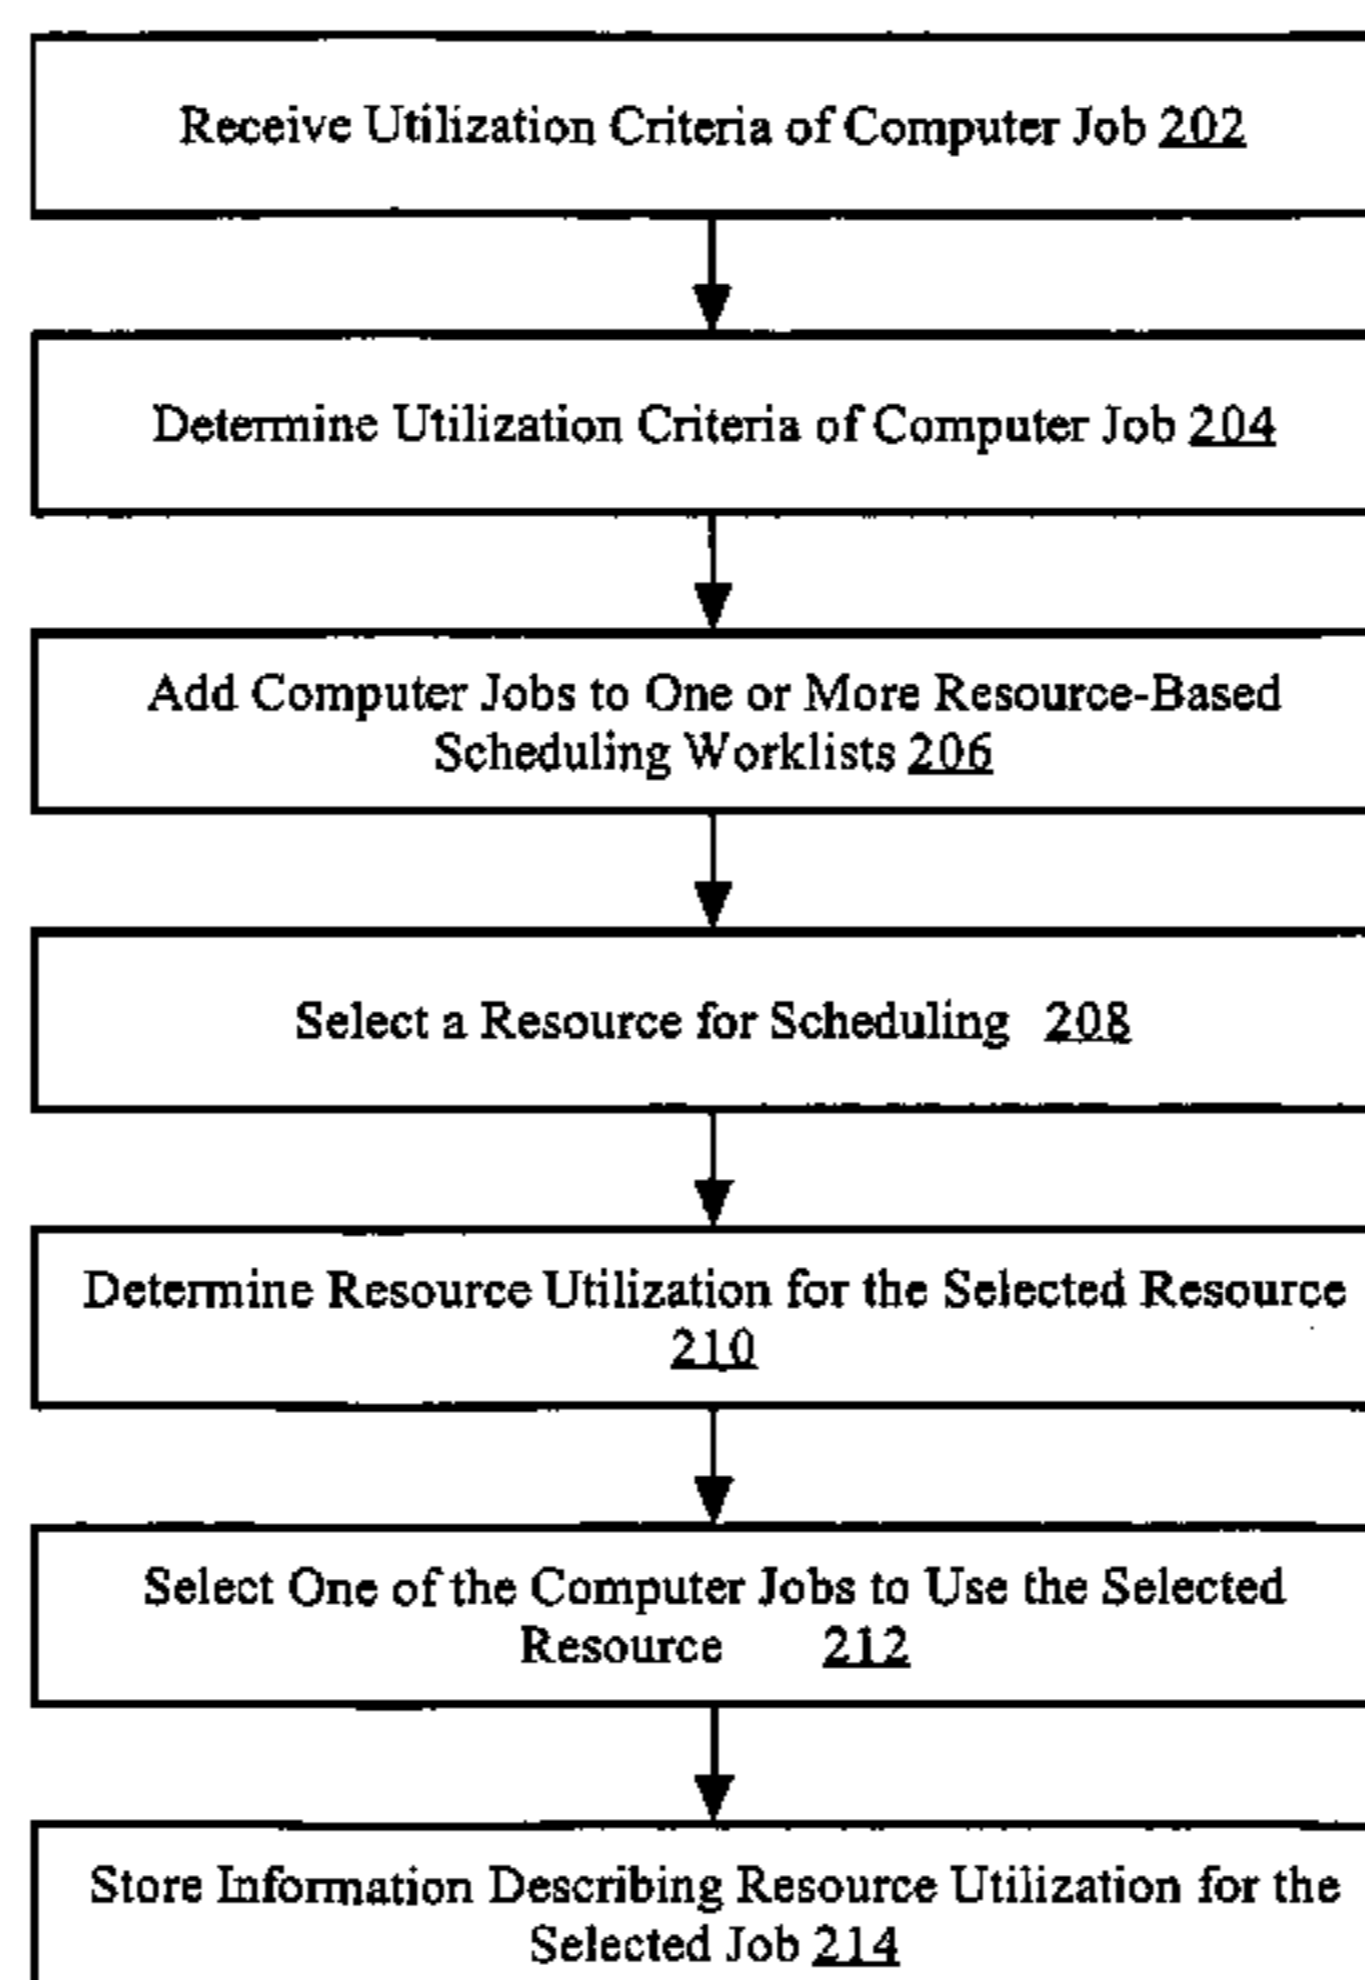 Receive Utilization Criteria of Computer Job 202
Determine Utilization Criteria of Computer Job 204
Add Computer Jobs to One or More Resource-Based
Scheduling Worklists 206
Select a Resource for Scheduling 208
Determine Resource Utilization for the Selected Resource
210
Select One of the Computer Jobs to Use the Selected
Resource 212
Store Information Describing Resource Utilization for the
Selected Job 214